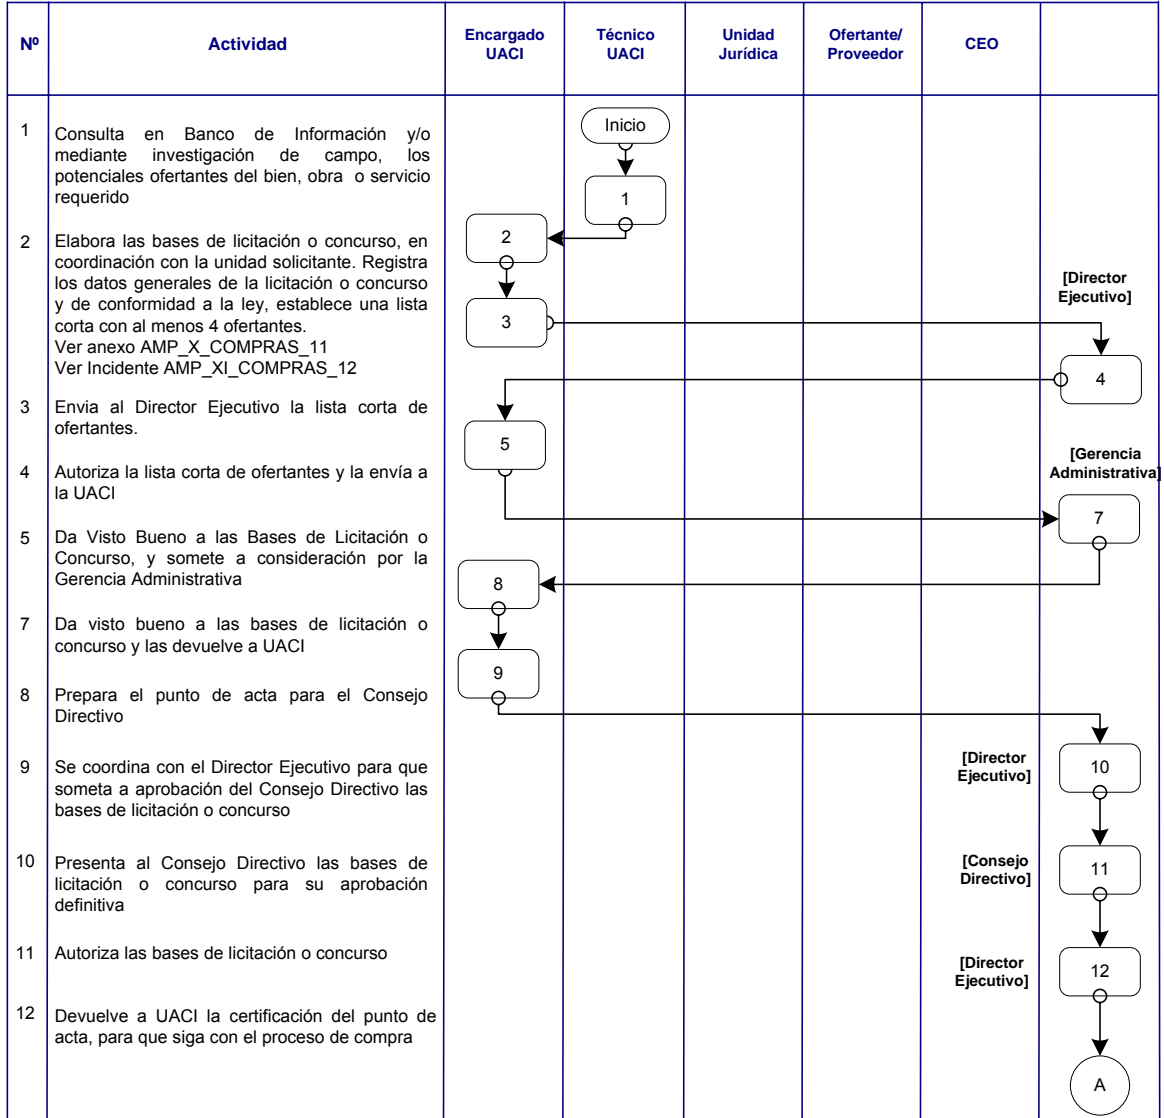 Nº
Actividad
Encargado
UACI
Técnico
UACI
Unidad
Jurídica
Ofertante/
Proveedor
CEO
1
Consulta en Banco de Información y/o
mediante investigación de campo, los
potenciales ofertantes del bien, obra o servicio
requerido
2
Elabora las bases de licitación o concurso, en
coordinación con la unidad solicitante. Registra
los datos generales de la licitación o concurso
y de conformidad a la ley, establece una lista
corta con al menos 4 ofertantes.
Ver anexo AMP_X_COMPRAS_11
Ver Incidente AMP_XI_COMPRAS_12
3
Envia al Director Ejecutivo la lista corta de
ofertantes.
4
Autoriza la lista corta de ofertantes y la envía a
la UACI
5
Da Visto Bueno a las Bases de Licitación o
Concurso, y somete a consideración por la
Gerencia Administrativa
7
Da visto bueno a las bases de licitación o
concurso y las devuelve a UACI
8
Prepara el punto de acta para el Consejo
Directivo
9
Se coordina con el Director Ejecutivo para que
someta a aprobación del Consejo Directivo las
bases de licitación o concurso
10
Presenta al Consejo Directivo las bases de
licitación o concurso para su aprobación
definitiva
11
Autoriza las bases de licitación o concurso
12
Devuelve a UACI la certificación del punto de
acta, para que siga con el proceso de compra
Inicio
1
2
3
[Director
Ejecutivo]
4
5
[Gerencia
Administrativa]
7
8
9
[Director
Ejecutivo]
10
[Consejo
Directivo]
11
[Director
Ejecutivo]
12
A